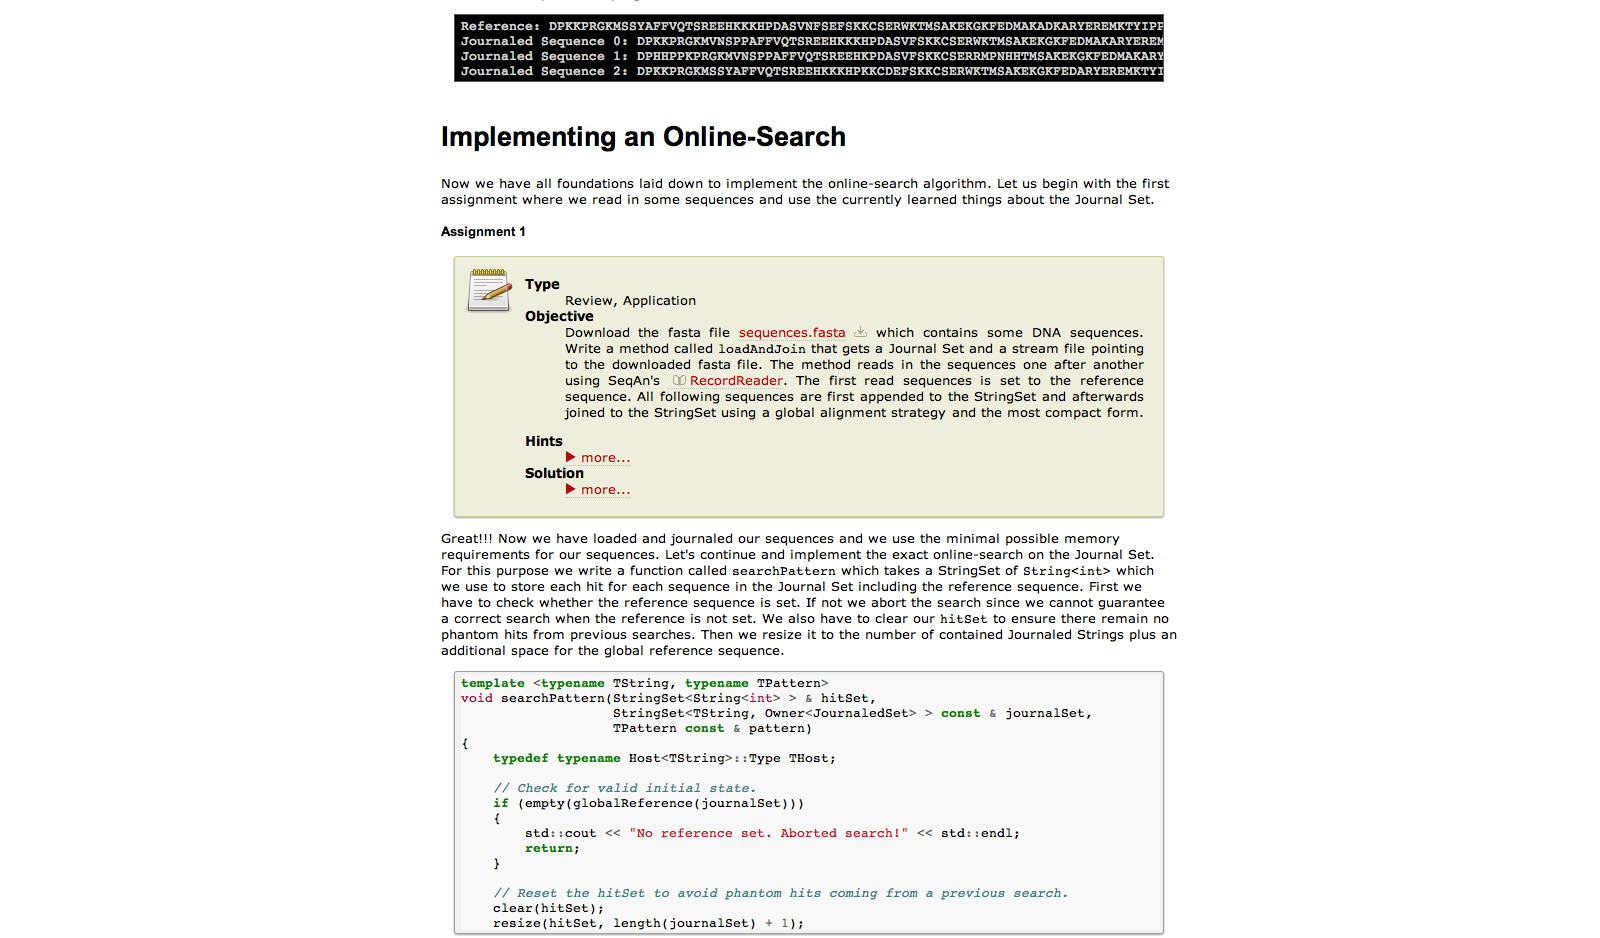 Reference: DPKKPRGKMSSYAFFVQTSREEHKKKHPDASVNFSEFSKKCSERWKTMSAKEKGKFEDMAKADKARYEREMKTYIPP
Journaled Sequence 0: DPKKPRGKMVNSPPAFFVQTSREEHKKKHPDASVFSKKCSERWKTMSAKEKGKFEDMAKARYEREM
Journaled Sequence 1: DPHHPPKPRGKMVNSPPAFFVQTSREEHKPDASVFSKKCSERRMPNHHTMSAKEKGKFEDMAKARY
Journaled Sequence 2: DPKKPRGKMSSYAFFVQTSREEHKKKHPKKCDEFSKKCSERWKTMSAKEKGKFEDARYEREMKTYI
Implementing an Online-Search
Now we have all foundations laid down to implement the online-search algorithm. Let us begin with the first
assignment where we read in some sequences and use the currently learned things about the Journal Set.
Assignment 1
Type
Review, Application
Objective
Download the fasta file sequences.fasta which contains some DNA sequences.
Write a method called loadAndJoin that gets a Journal Set and a stream file pointing
to the downloaded fasta file. The method reads in the sequences one after another
using SeqAn's RecordReader. The first read sequences is set to the reference
sequence. All following sequences are first appended to the StringSet and afterwards
joined to the StringSet using a global alignment strategy and the most compact form.
Hints
▶ more...
Solution
▶ more...
Great!!! Now we have loaded and journaled our sequences and we use the minimal possible memory
requirements for our sequences. Let's continue and implement the exact online-search on the Journal Set.
For this purpose we write a function called searchPattern which takes a StringSet of String<int> which
we use to store each hit for each sequence in the Journal Set including the reference sequence. First we
have to check whether the reference sequence is set. If not we abort the search since we cannot guarantee
a correct search when the reference is not set. We also have to clear our hitSet to ensure there remain no
phantom hits from previous searches. Then we resize it to the number of contained Journaled Strings plus an
additional space for the global reference sequence.
template <typename TString, typename TPattern>
void searchPattern(StringSet<String<int> > & hitSet,
StringSet<TString, Owner<JournaledSet> > const & journalSet,
TPattern const & pattern)
{
typedef typename Host<TString>::Type THost;
// Check for valid initial state.
if (empty(globalReference(journalSet)))
{
std::cout << "No reference set. Aborted search!" << std::endl;
return;
}
// Reset the hitSet to avoid phantom hits coming from a previous search.
clear(hitSet);
resize(hitSet, length(journalSet) + 1);